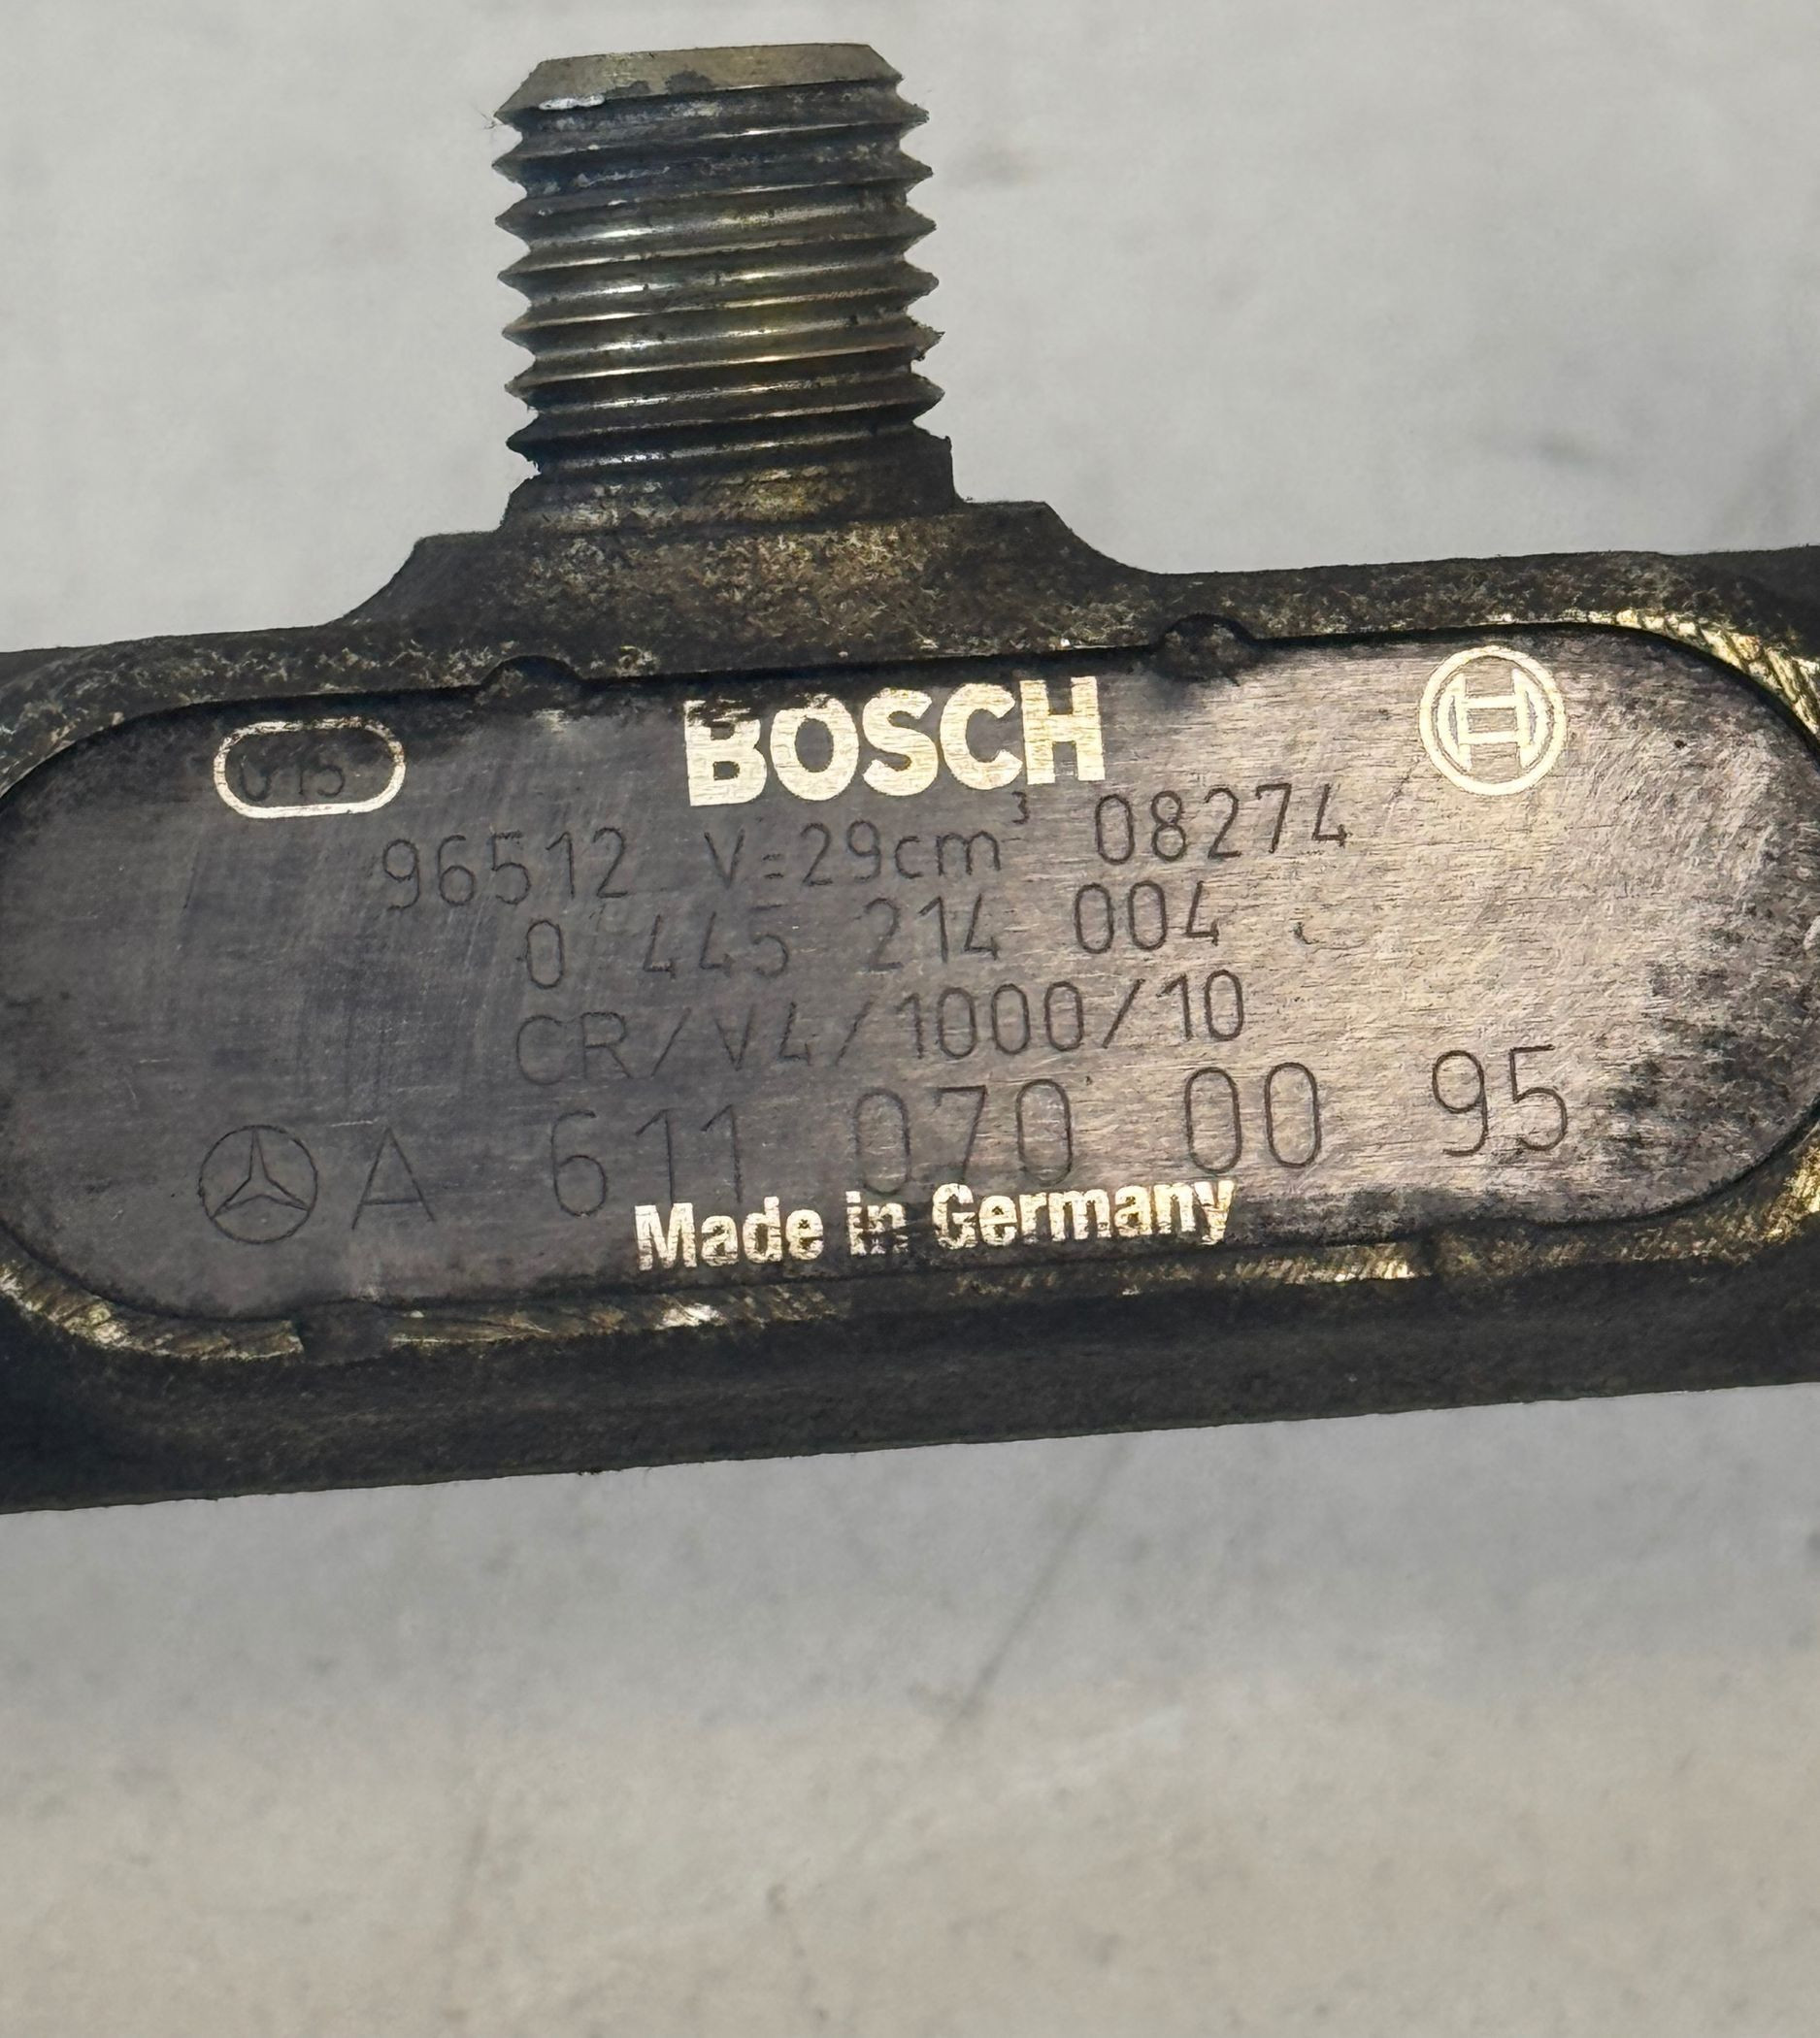 015 BOSCH
96512 V=29cm³ 08274
0 445 214 004
CR/V4/1000/10
A 611 070 00 95
Made in Germany